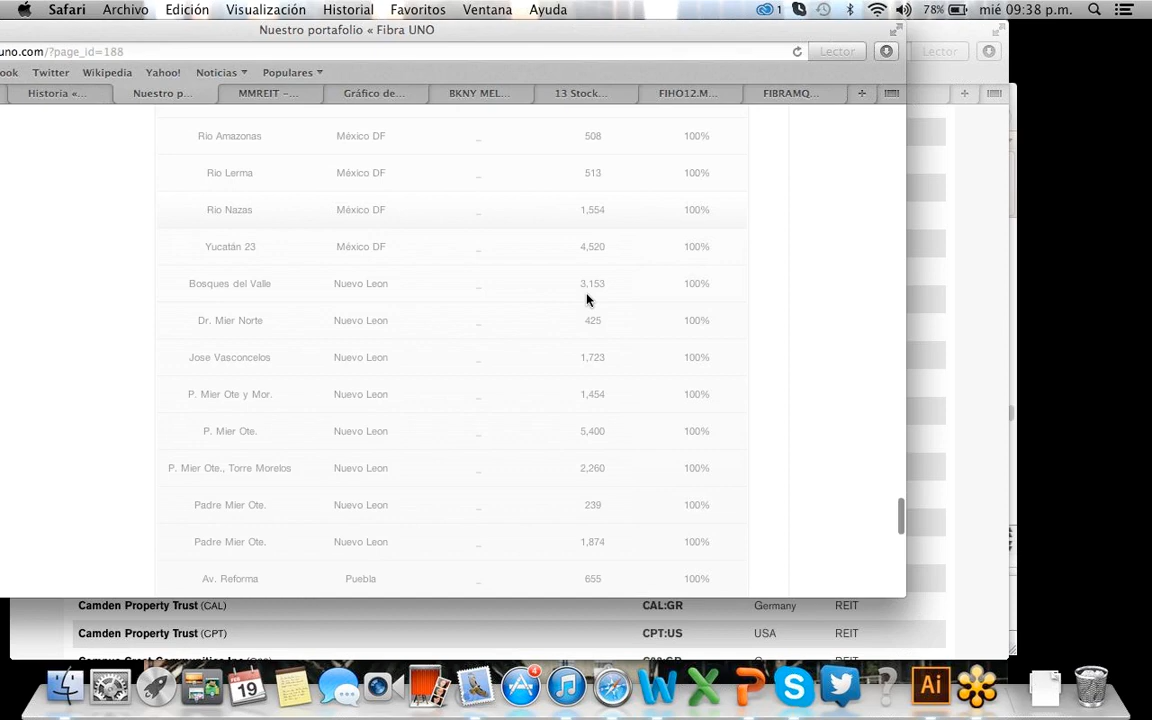 Safari Archivo Edición Visualización Historial Favoritos Ventana Ayuda 1 78% mié 09:38 p.m.
Nuestro portafolio « Fibra UNO
uno.com/?page_id=188 Lector Lector
ook Twitter Wikipedia Yahoo! Noticias Populares
Historia «... Nuestro p... MMREIT –... Gráfico de... BKNY MEL... 13 Stock... FIHO12.M... FIBRAMQ...
Rio Amazonas México DF _ 508 100%
Rio Lerma México DF _ 513 100%
Rio Nazas México DF _ 1,554 100%
Yucatán 23 México DF _ 4,520 100%
Bosques del Valle Nuevo Leon _ 3,153 100%
Dr. Mier Norte Nuevo Leon _ 425 100%
Jose Vasconcelos Nuevo Leon _ 1,723 100%
P. Mier Ote y Mor. Nuevo Leon _ 1,454 100%
P. Mier Ote. Nuevo Leon _ 5,400 100%
P. Mier Ote., Torre Morelos Nuevo Leon _ 2,260 100%
Padre Mier Ote. Nuevo Leon _ 239 100%
Padre Mier Ote. Nuevo Leon _ 1,874 100%
Av. Reforma Puebla _ 655 100%
Camden Property Trust (CAL) CAL:GR Germany REIT
Camden Property Trust (CPT) CPT:US USA REIT
19
4
Ai